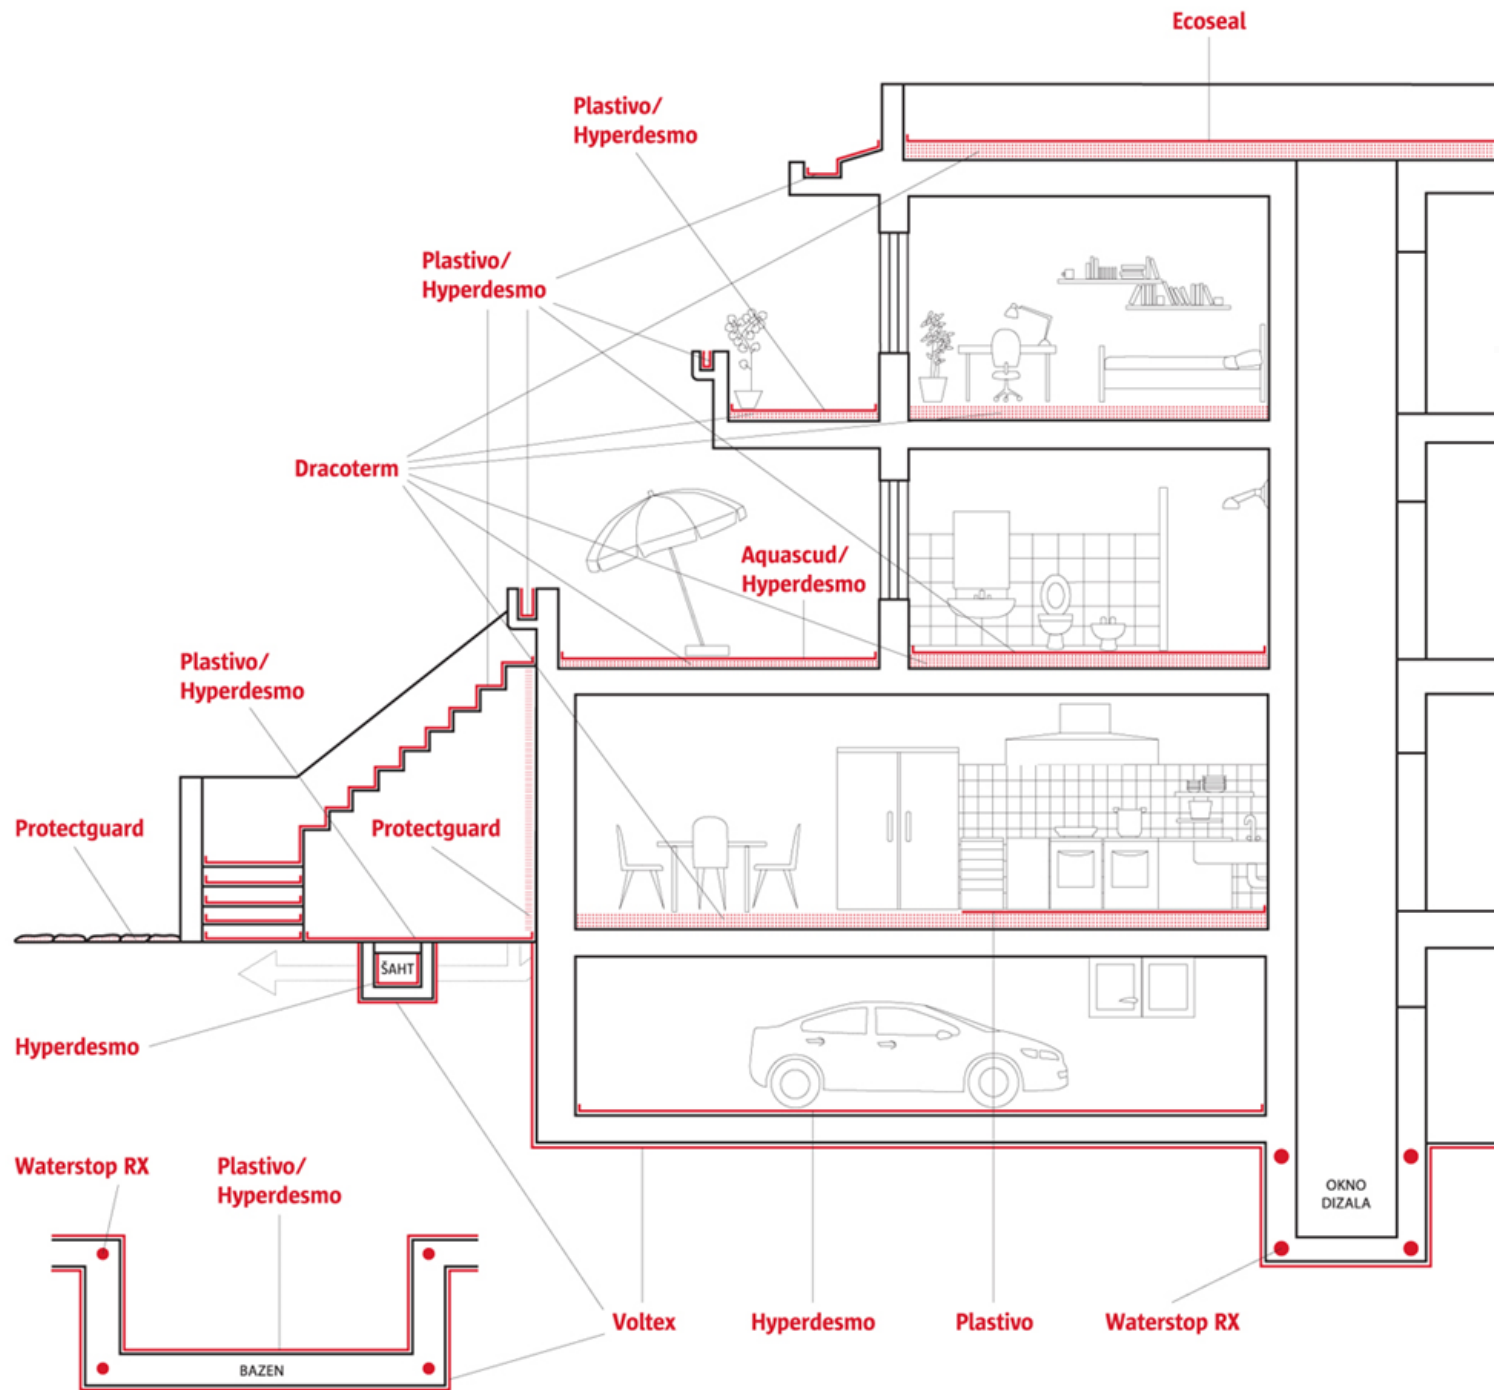 Ecoseal
Plastivo/
Hyperdesmo
Plastivo/
Hyperdesmo
Dracoterm
Aquascud/
Hyperdesmo
Plastivo/
Hyperdesmo
Protectguard
Protectguard
ŠAHT
Hyperdesmo
Waterstop RX
Plastivo/
Hyperdesmo
OKNO
DIZALA
Voltex
Hyperdesmo
Plastivo
Waterstop RX
BAZEN